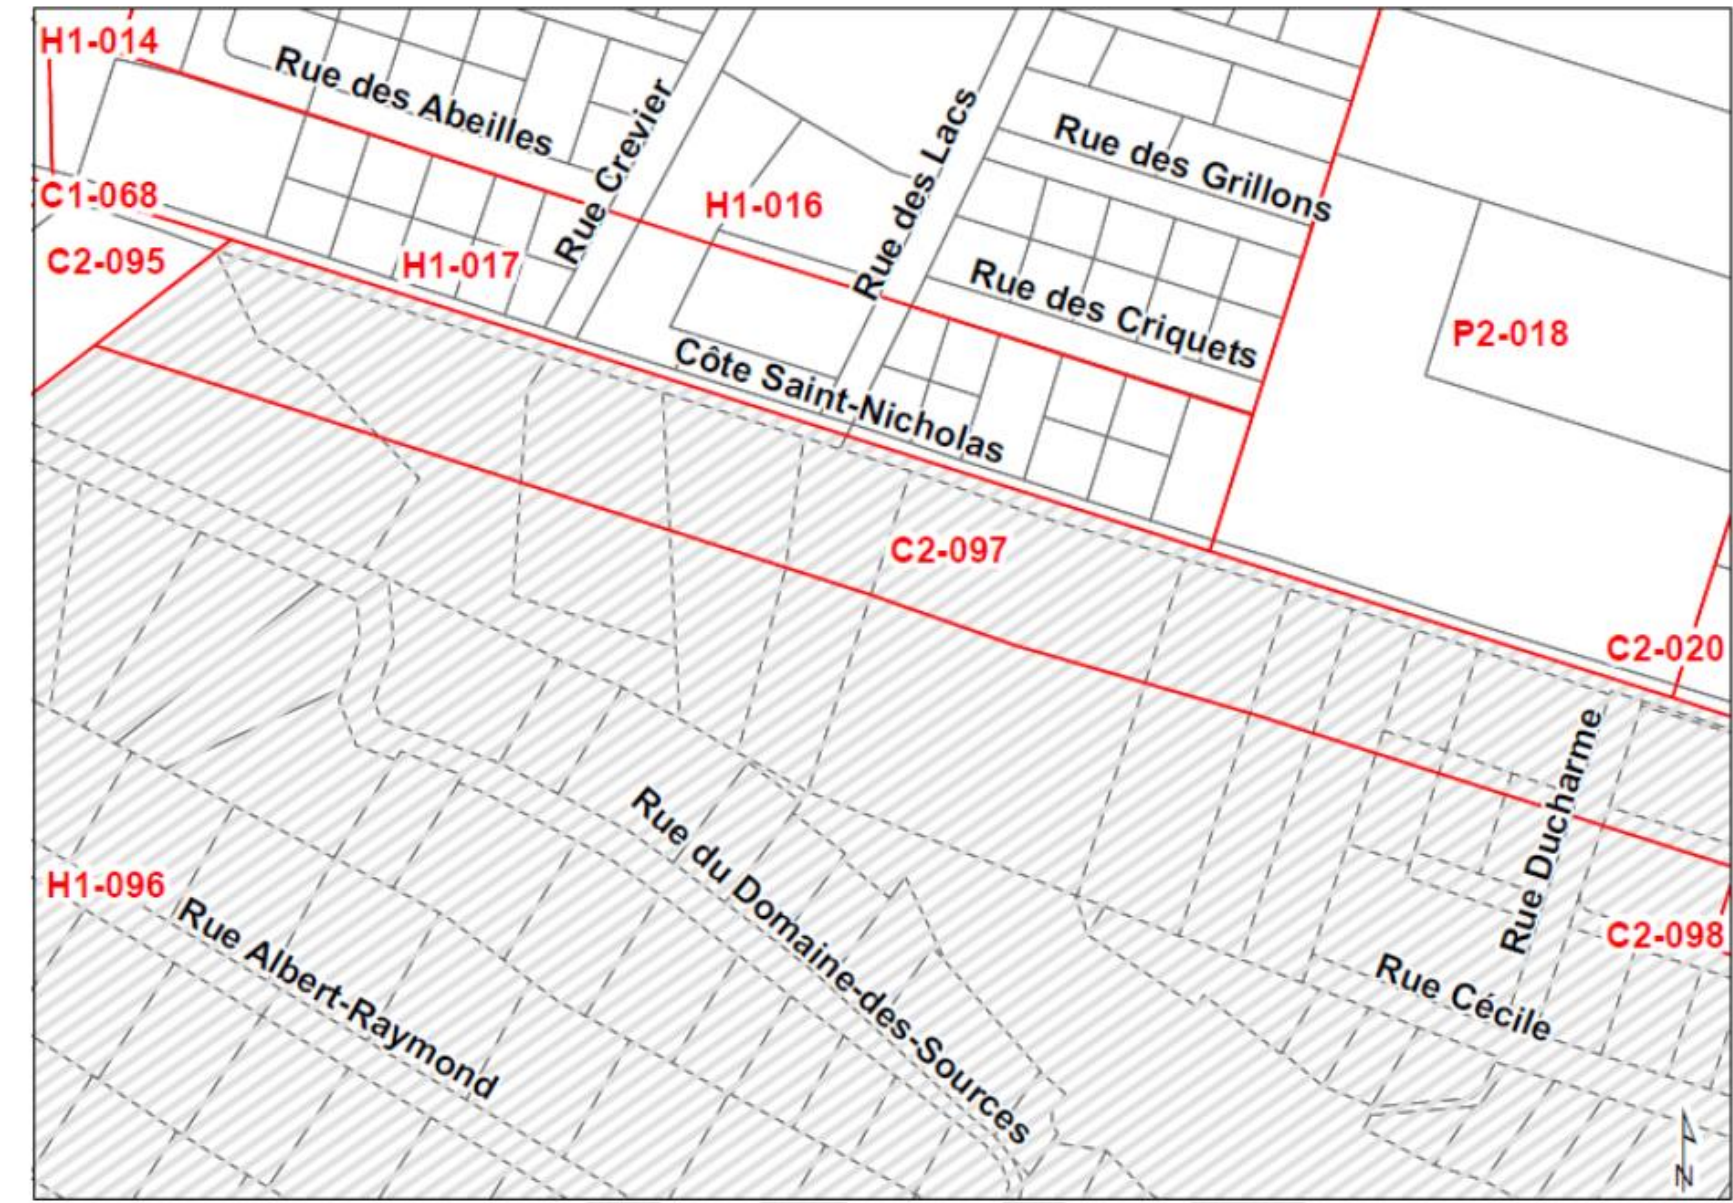 H1-014
Rue des Abeilles
Rue Crevier
Rue des Lacs
Rue des Grillons
C1-068
H1-016
C2-095
H1-017
Rue des Criquets
P2-018
Côte Saint-Nicholas
C2-097
C2-020
Rue Ducharme
Rue du Domaine-des-Sources
H1-096
Rue Albert-Raymond
C2-098
Rue Cécile
N